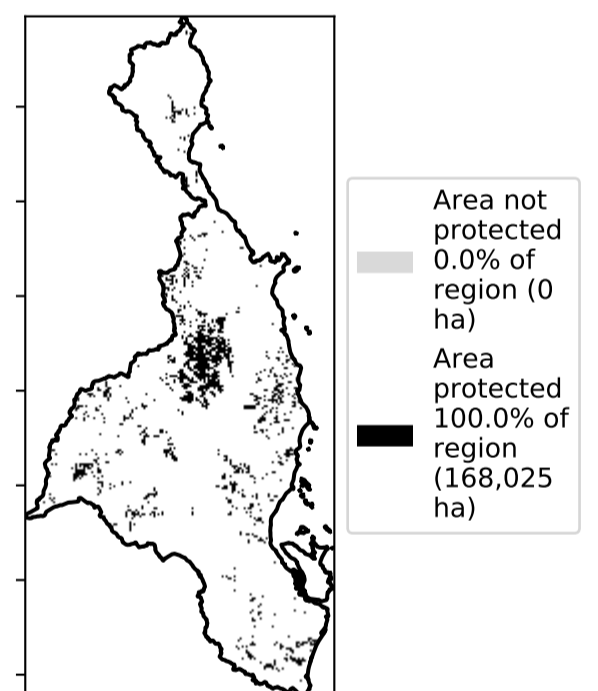 Area not
protected
0.0% of
region (0
ha)
Area
protected
100.0% of
region
(168,025
ha)